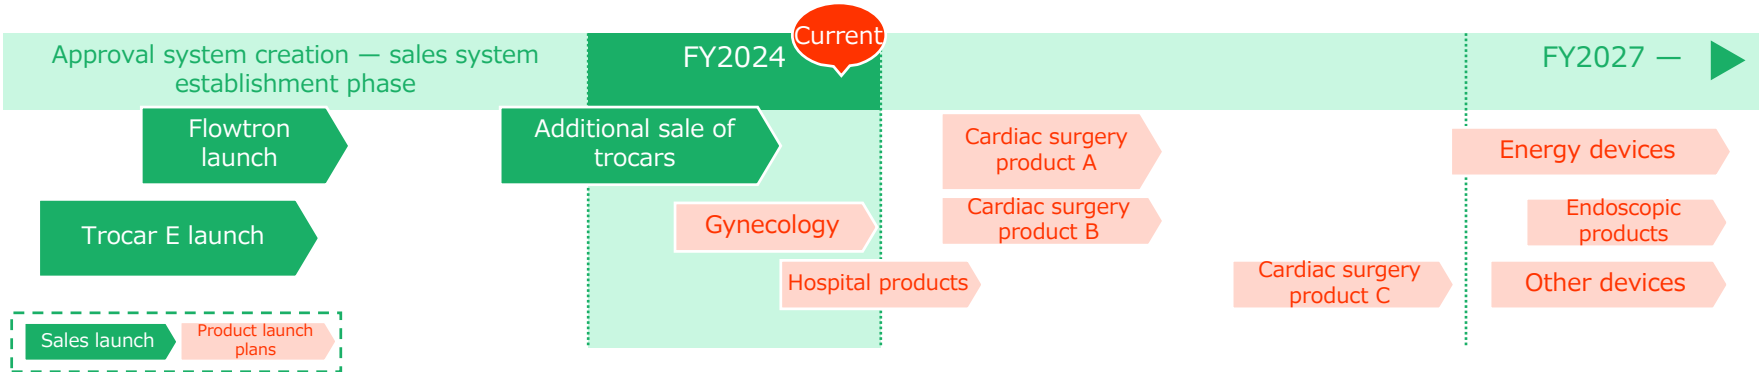 Current
Approval system creation — sales system
establishment phase
FY2024
FY2027 —
Flowtron
launch
Additional sale of
trocars
Cardiac surgery
product A
Energy devices
Trocar E launch
Gynecology
Cardiac surgery
product B
Endoscopic
products
Hospital products
Cardiac surgery
product C
Other devices
Sales launch
Product launch
plans